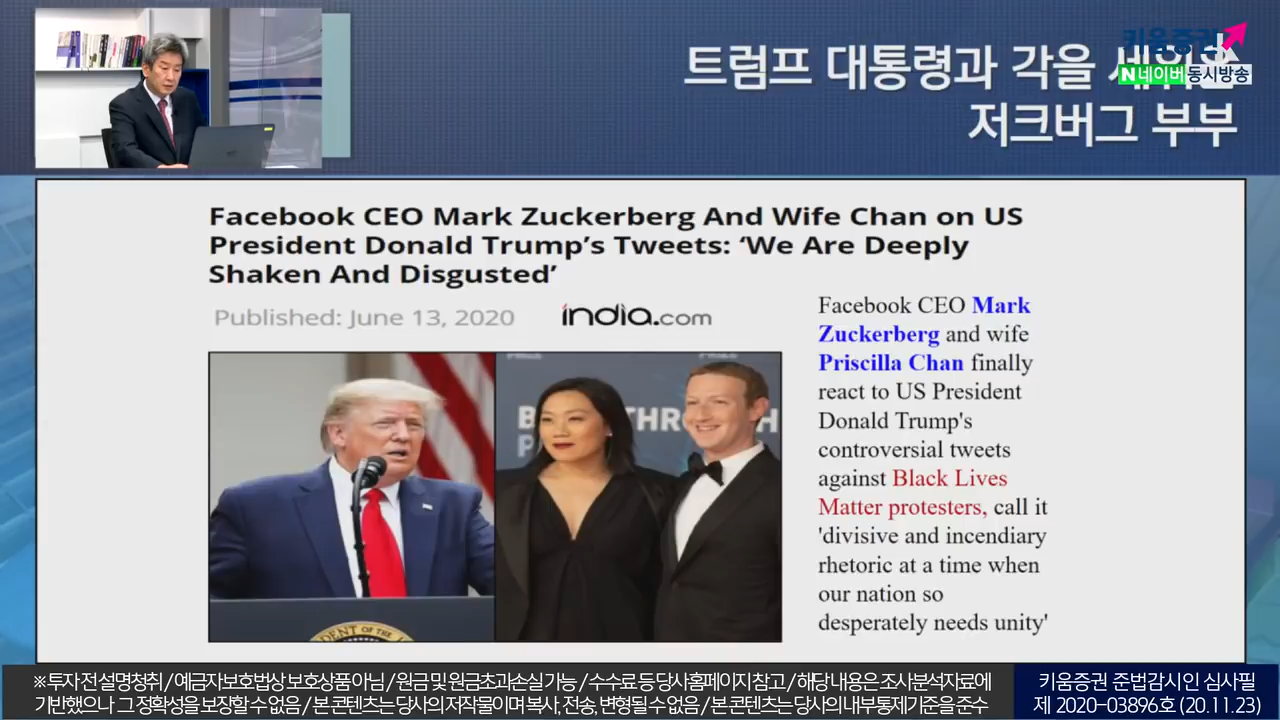 트럼프 대통령과 각을
저크버그 부부
키움증권
N 네이버 동시방송
Facebook CEO Mark Zuckerberg And Wife Chan on US
President Donald Trump's Tweets: ‘We Are Deeply
Shaken And Disgusted’
Published: June 13, 2020
india.com
Facebook CEO Mark
Zuckerberg and wife
Priscilla Chan finally
react to US President
Donald Trump's
controversial tweets
against Black Lives
Matter protesters, call it
'divisive and incendiary
rhetoric at a time when
our nation so
desperately needs unity'
※ 투자 전 설명청취 / 예금자보호법상 보호상품 아님 / 원금 및 원금초과손실 가능 / 수수료 등 당사홈페이지 참고 / 해당 내용은 조사분석자료에
기반했으나 그 정확성을 보장할 수 없음 / 본 콘텐츠는 당사의 저작물이며 복사, 전송, 변형될 수 없음 / 본 콘텐츠는 당사의 내부통제기준을 준수
키움증권 준법감시인 심사필
제 2020-03896호 (20.11.23)